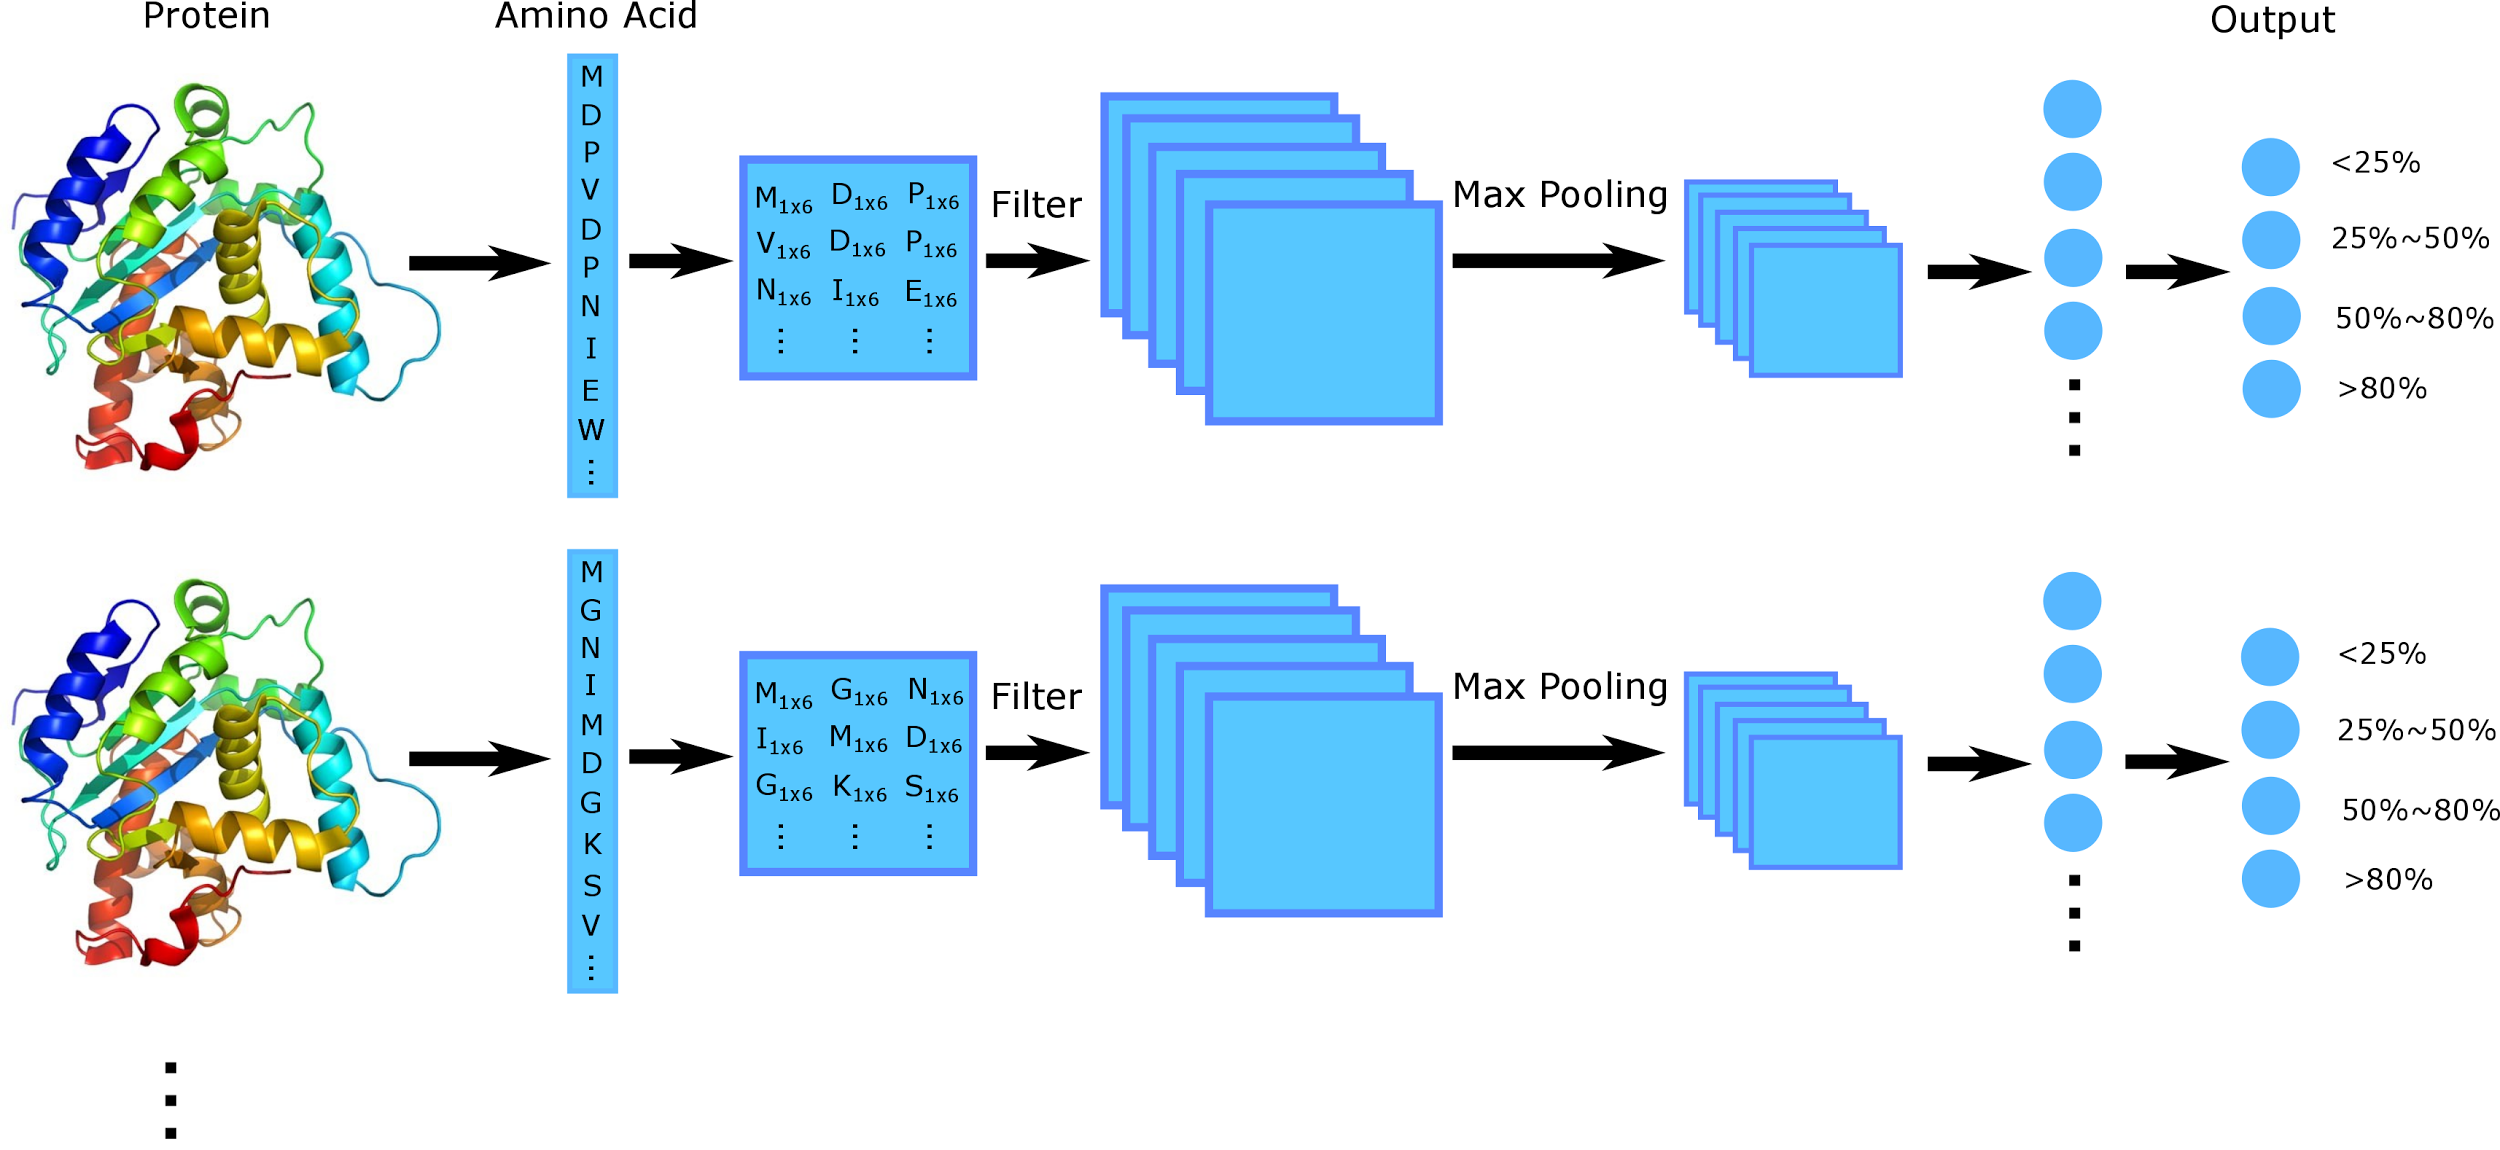 Protein
Amino Acid
Output
M
D
P
V
D
P
N
I
E
W
⋮
M1x6 D1x6 P1x6
V1x6 D1x6 P1x6
N1x6 I1x6 E1x6
⋮ ⋮ ⋮
Filter
Max Pooling
<25%
25%~50%
50%~80%
>80%
M
G
N
I
M
D
G
K
S
V
⋮
M1x6 G1x6 N1x6
I1x6 M1x6 D1x6
G1x6 K1x6 S1x6
⋮ ⋮ ⋮
Filter
Max Pooling
<25%
25%~50%
50%~80%
>80%